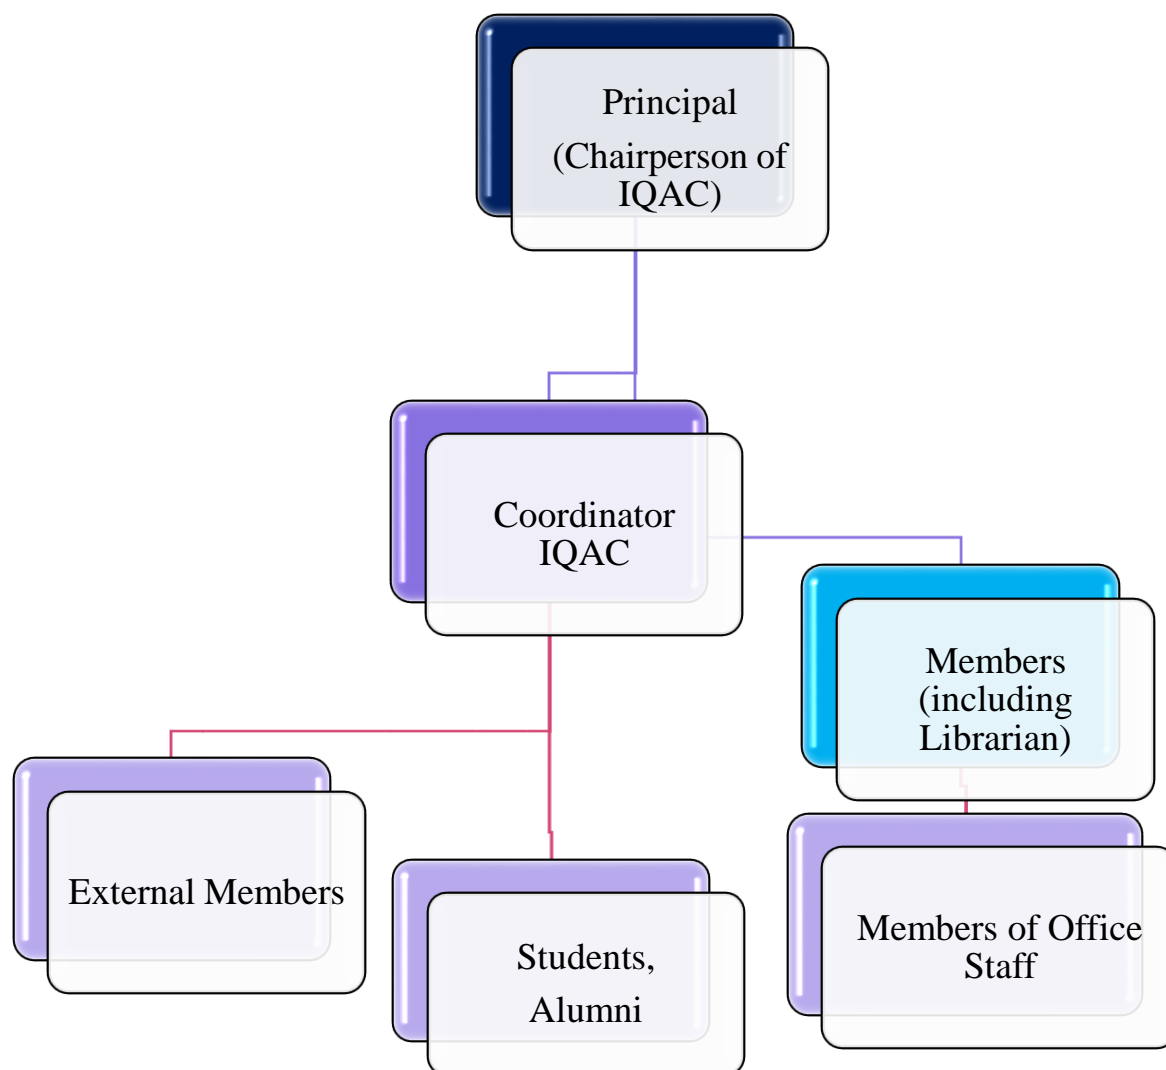 Principal
(Chairperson of
IQAC)
Coordinator
IQAC
Members
(including
Librarian)
External Members
Students,
Alumni
Members of Office
Staff